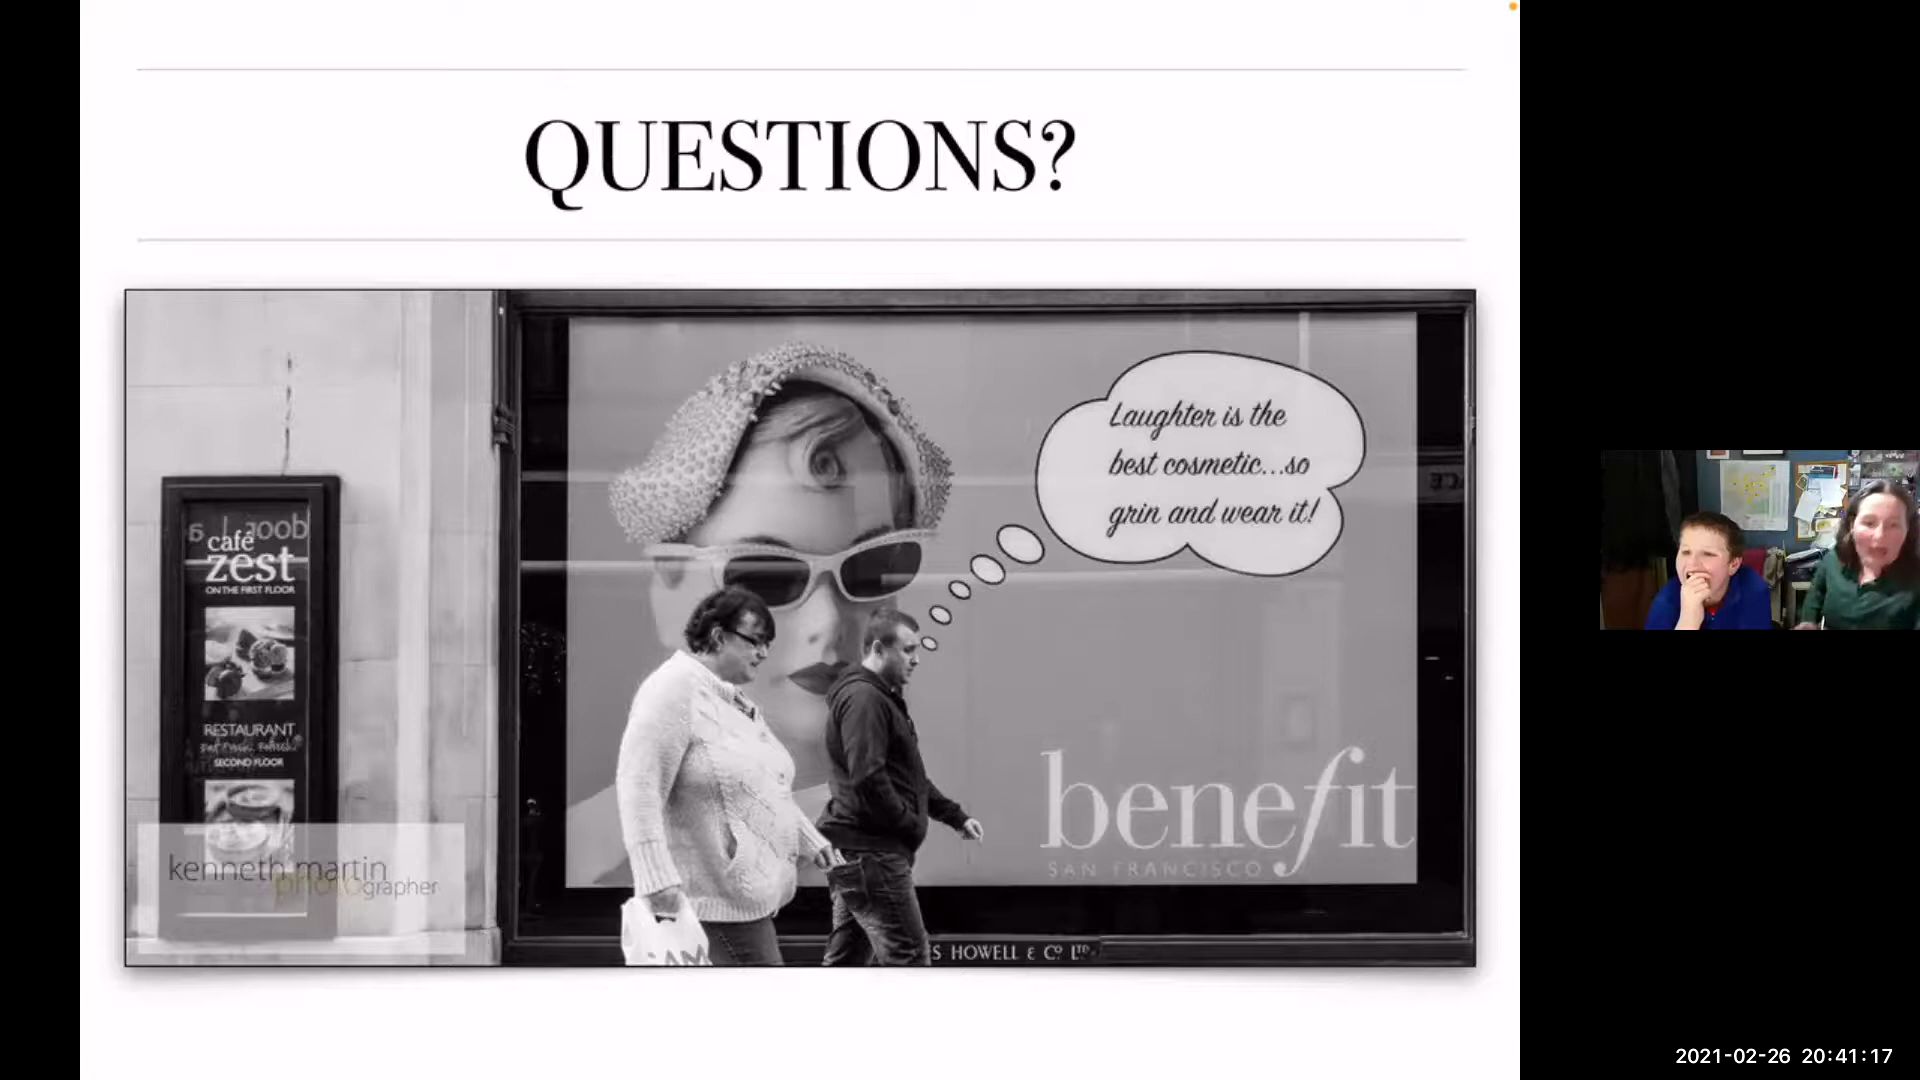 QUESTIONS?
Laughter is the
best cosmetic...so
grin and wear it!
café
zest
ON THE FIRST FLOOR
RESTAURANT
SECOND FLOOR
benefit
SAN FRANCISCO
kenneth martin
photographer
S HOWELL & Co LTD
2021-02-26 20:41:17